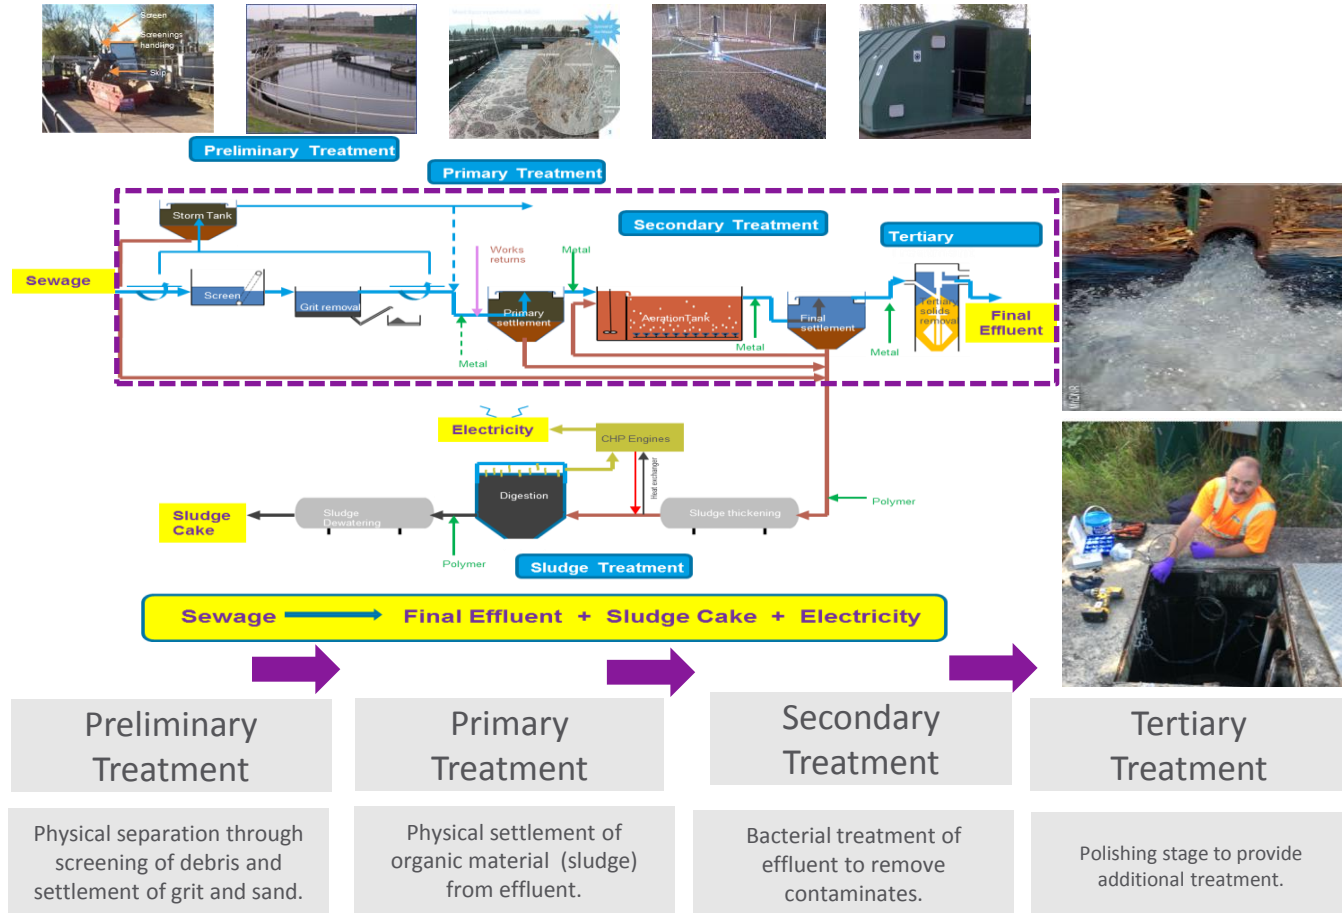 Screen
Screenings
handling
Skip
Preliminary Treatment
Primary Treatment
Secondary Treatment
Tertiary
Storm Tank
Works
returns
Metal
Sewage
Screen
Grit removal
Primary
settlement
Metal
Aeration Tank
Metal
Final
settlement
Metal
Tertiary
solids
removal
Final
Effluent
MnDNR
Electricity
CHP Engines
Heat exchanger
Digestion
Sludge
Cake
Sludge
Dewatering
Sludge thickening
Polymer
Polymer
Sludge Treatment
Sewage Final Effluent + Sludge Cake + Electricity
Preliminary
Treatment
Primary
Treatment
Secondary
Treatment
Tertiary
Treatment
Physical separation through
screening of debris and
settlement of grit and sand.
Physical settlement of
organic material (sludge)
from effluent.
Bacterial treatment of
effluent to remove
contaminates.
Polishing stage to provide
additional treatment.